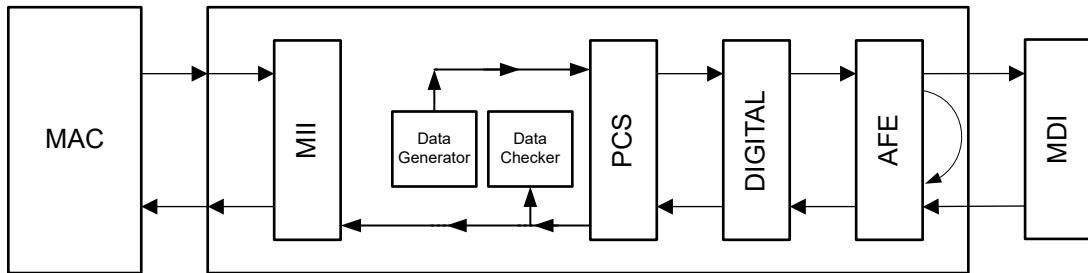 MAC
MII
Data
Generator
Data
Checker
PCS
DIGITAL
AFE
MDI